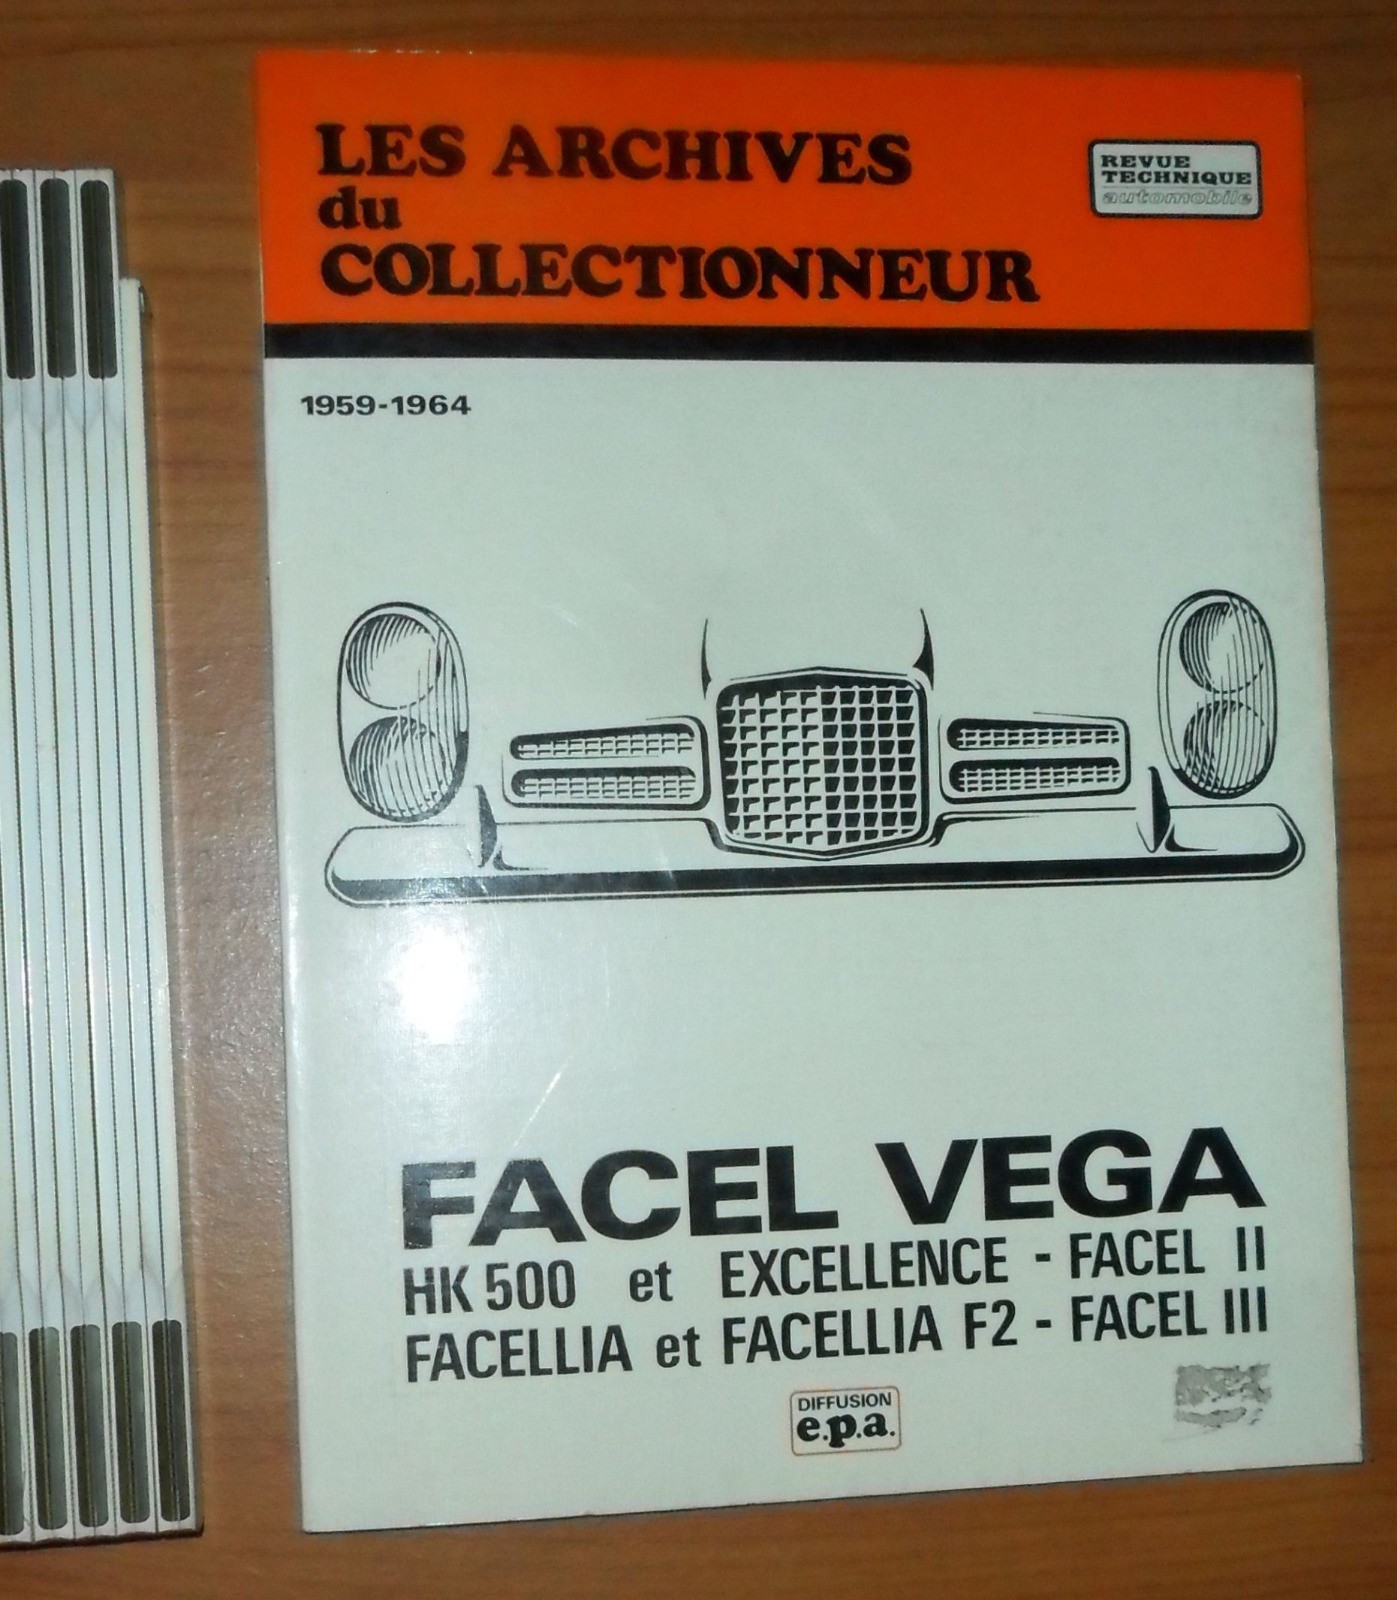 LES ARCHIVES
du
COLLECTIONNEUR
REVUE
TECHNIQUE
automobile
1959-1964
FACEL VEGA
HK 500 et EXCELLENCE - FACEL II
FACELLIA et FACELLIA F2 - FACEL III
DIFFUSION
e.p.a.